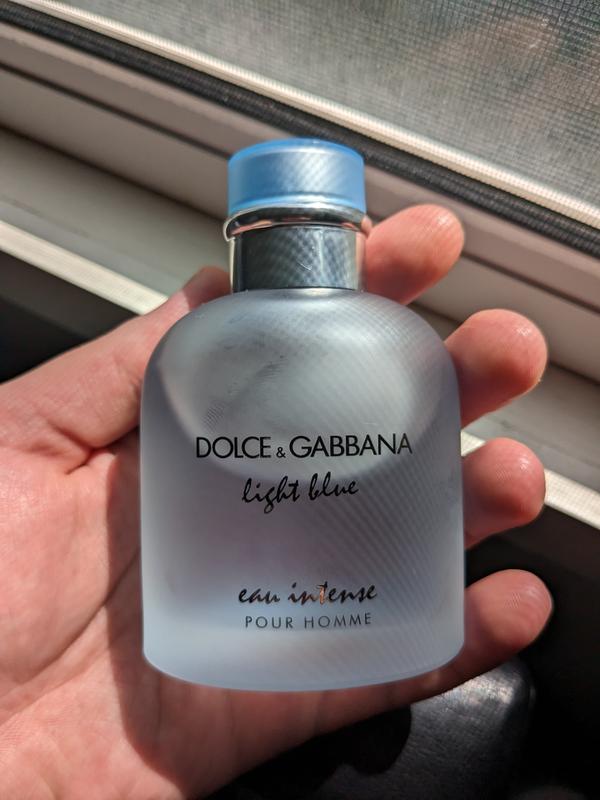 DOLCE & GABBANA
light blue
eau intense
POUR HOMME